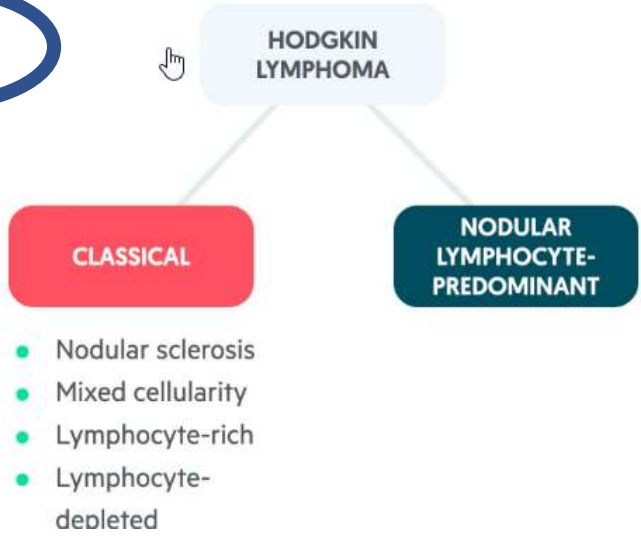 HODGKIN
LYMPHOMA
CLASSICAL
NODULAR
LYMPHOCYTE-
PREDOMINANT
Nodular sclerosis
Mixed cellularity
Lymphocyte-rich
Lymphocyte-
depleted